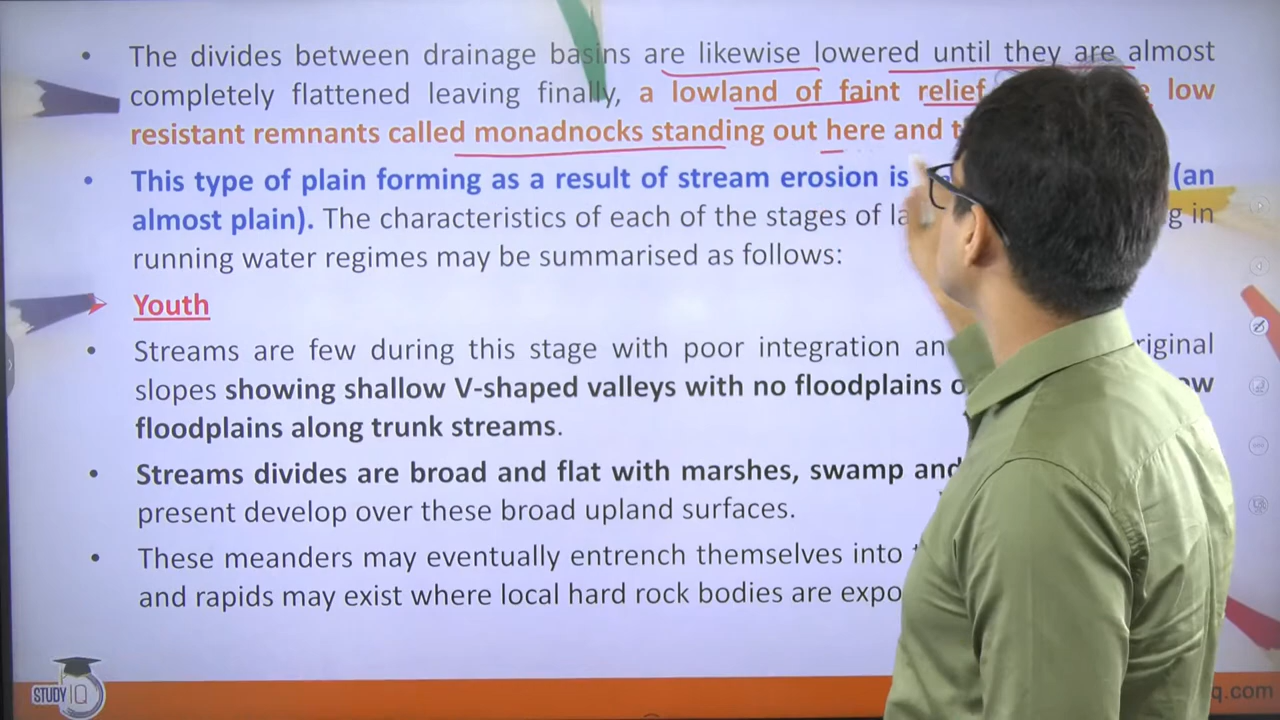 The divides between drainage basins are likewise lowered until they are almost
completely flattened leaving finally, a lowland of faint relief low
resistant remnants called monadnocks standing out here and
This type of plain forming as a result of stream erosion is (an
almost plain). The characteristics of each of the stages of in
running water regimes may be summarised as follows:
Youth
Streams are few during this stage with poor integration
slopes showing shallow V-shaped valleys with no floodplains
floodplains along trunk streams.
Streams divides are broad and flat with marshes, swamp and
present develop over these broad upland surfaces.
These meanders may eventually entrench themselves into
and rapids may exist where local hard rock bodies are
STUDY IQ
q.com